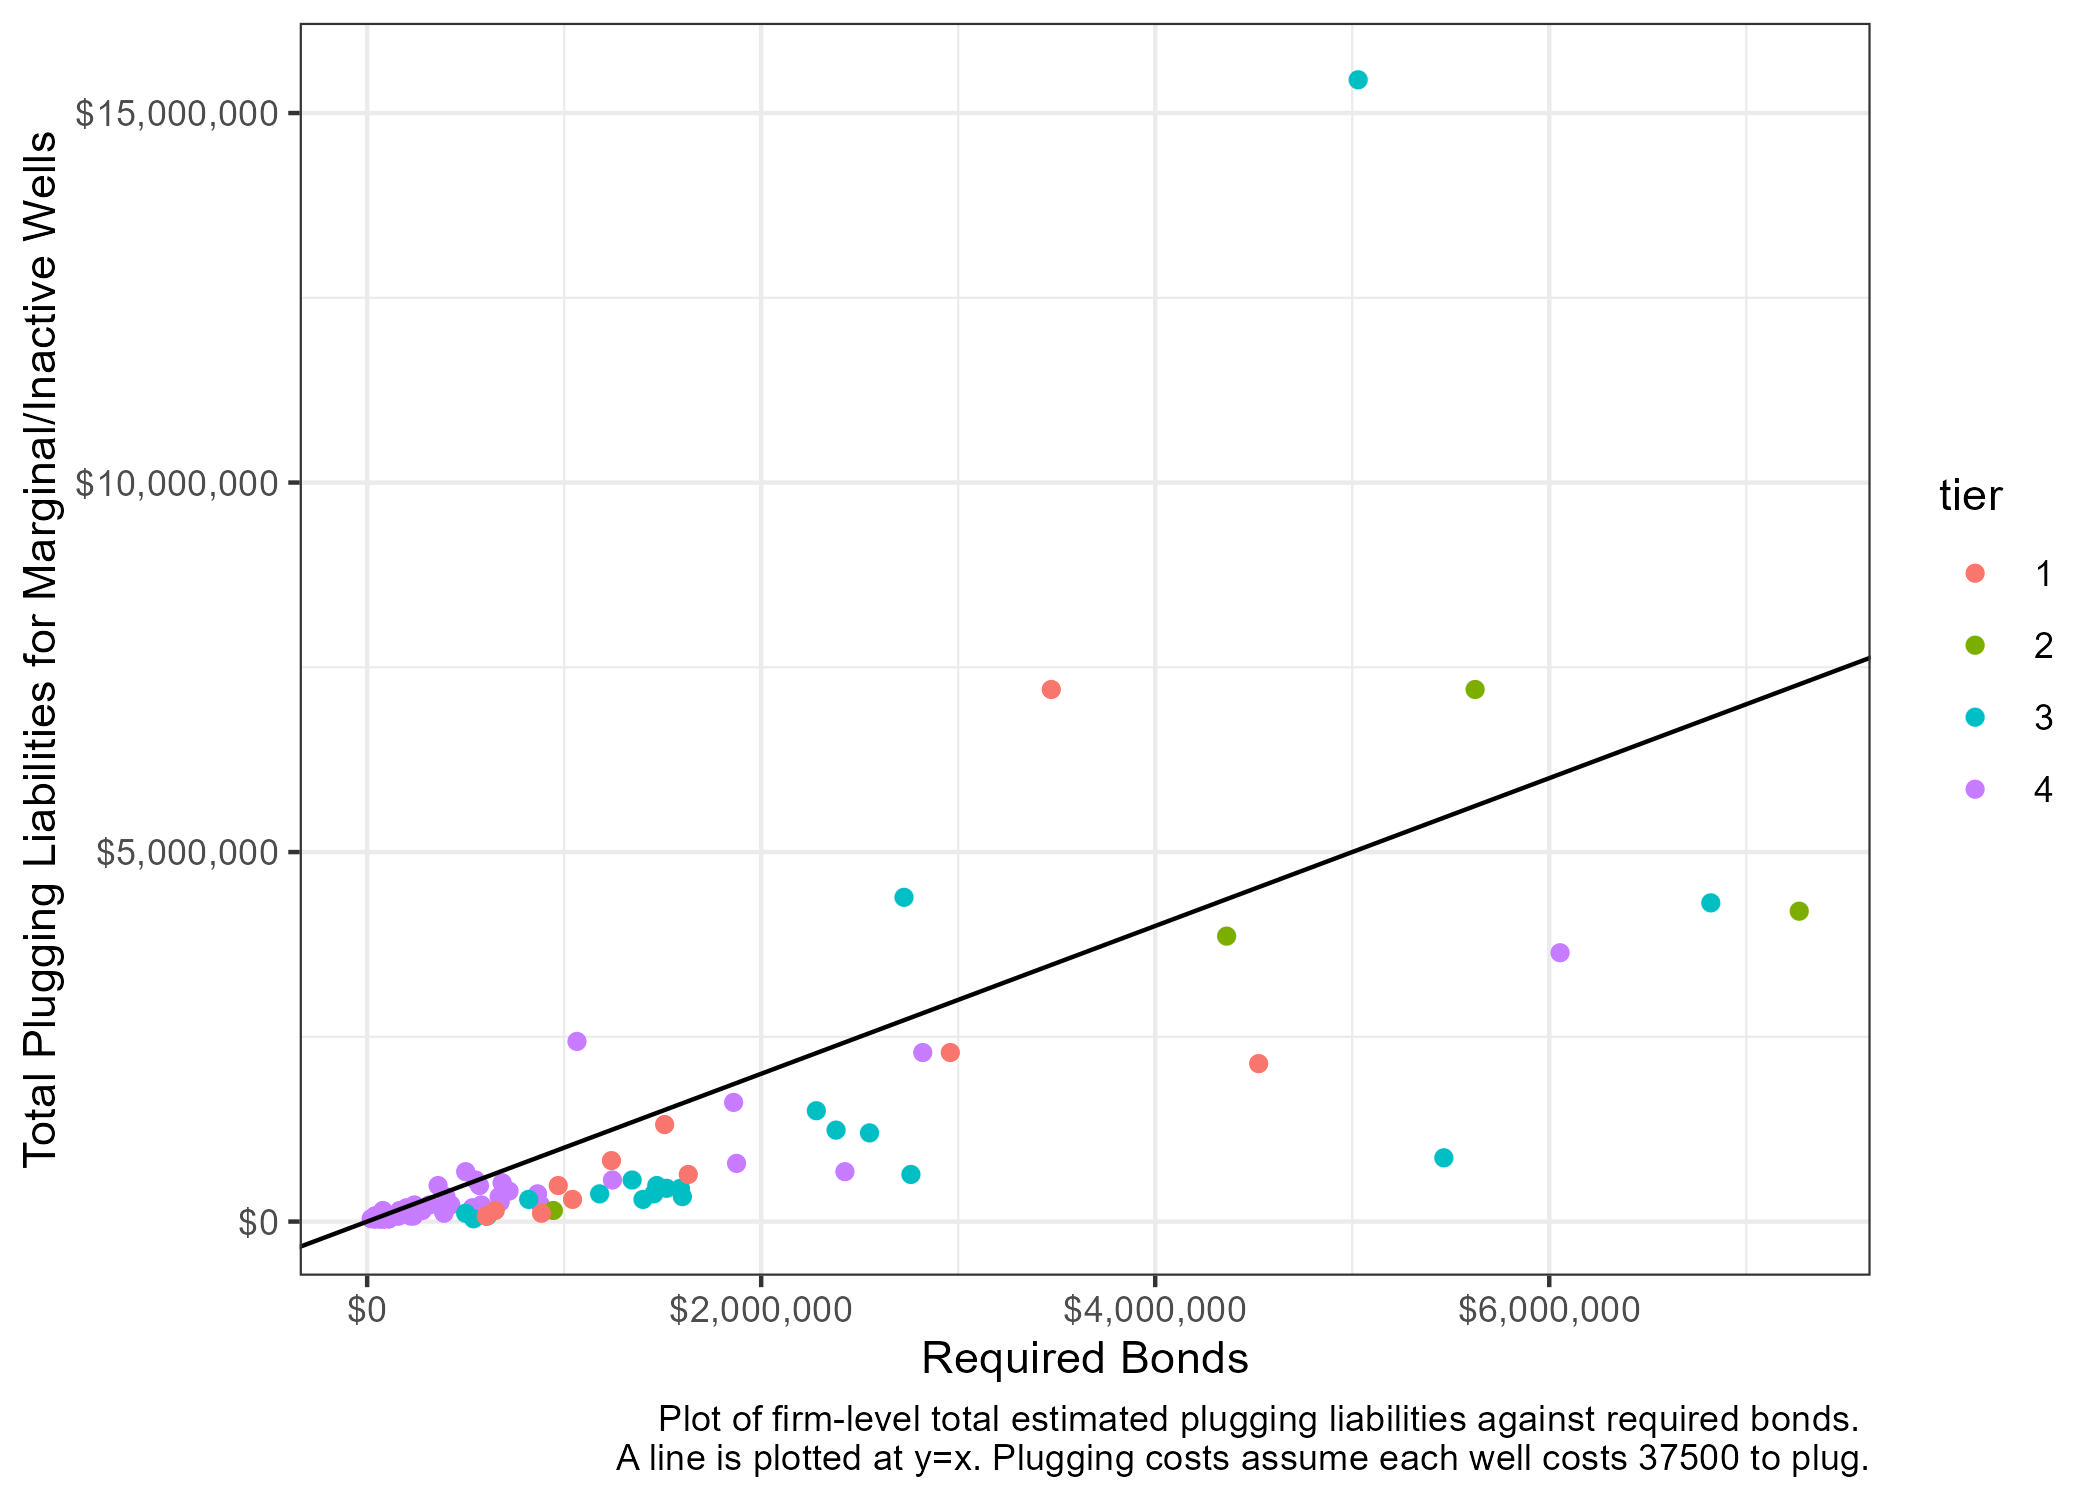 Total Plugging Liabilities for Marginal/Inactive Wells
$15,000,000
$10,000,000
$5,000,000
$0
$0
$2,000,000
$4,000,000
$6,000,000
Required Bonds
tier
1
2
3
4
Plot of firm-level total estimated plugging liabilities against required bonds.
A line is plotted at y=x. Plugging costs assume each well costs 37500 to plug.